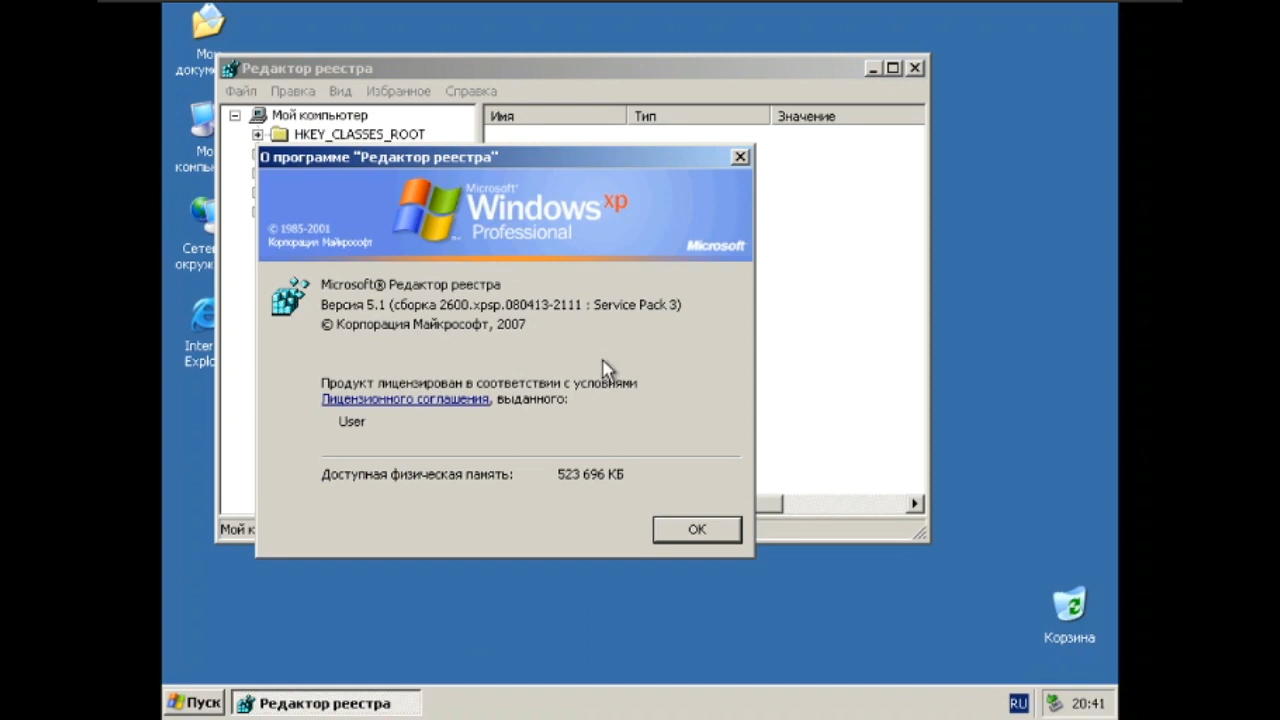 Мои
Редактор реестра
Файл Правка Вид Избранное Справка
Мой компьютер
HKEY_CLASSES_ROOT
Имя Тип Значение
О программе "Редактор реестра"
Microsoft®
Windows xp
Professional
© 1985-2001
Корпорация Майкрософт
Microsoft
Microsoft® Редактор реестра
Версия 5.1 (сборка 2600.xpsp.080413-2111 : Service Pack 3)
© Корпорация Майкрософт, 2007
Продукт лицензирован в соответствии с условиями
Лицензионного соглашения, выданного:
User
Доступная физическая память: 523 696 КБ
OK
Корзина
Пуск
Редактор реестра
RU
20:41